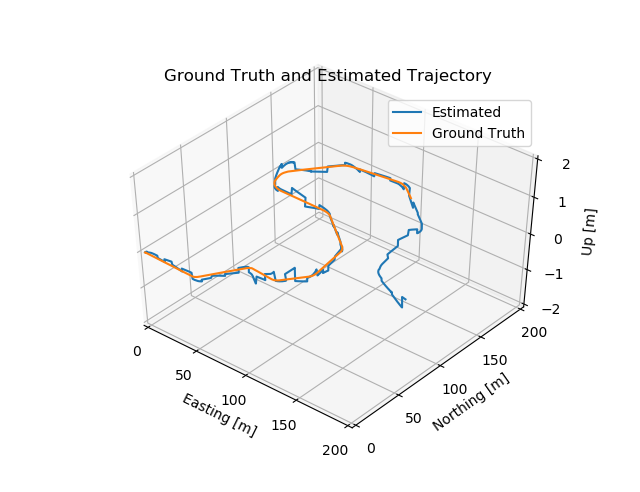 Ground Truth and Estimated Trajectory
Estimated
Ground Truth
2
1
0
−1
−2
Up [m]
0
50
100
150
200
Easting [m]
0
50
100
150
200
Northing [m]